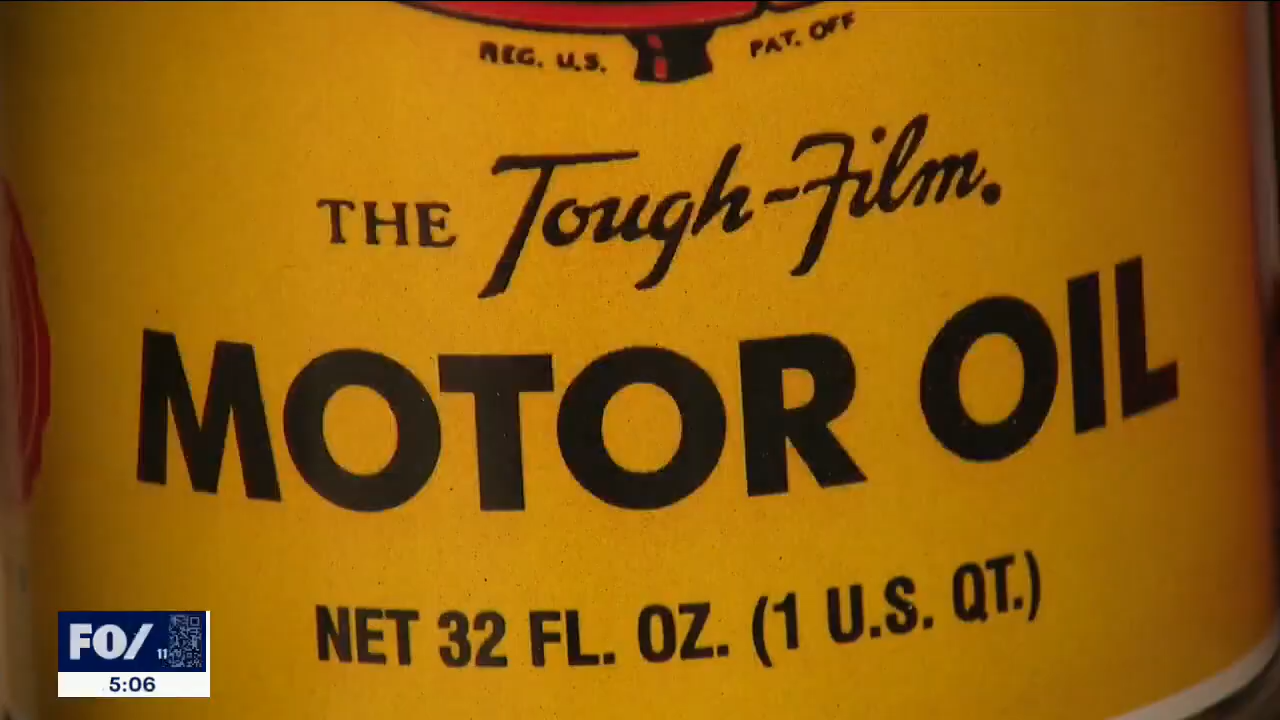 REG. U.S. PAT. OFF
THE Tough-Film.
MOTOR OIL
NET 32 FL. OZ. (1 U.S. QT.)
FOX 11
5:06